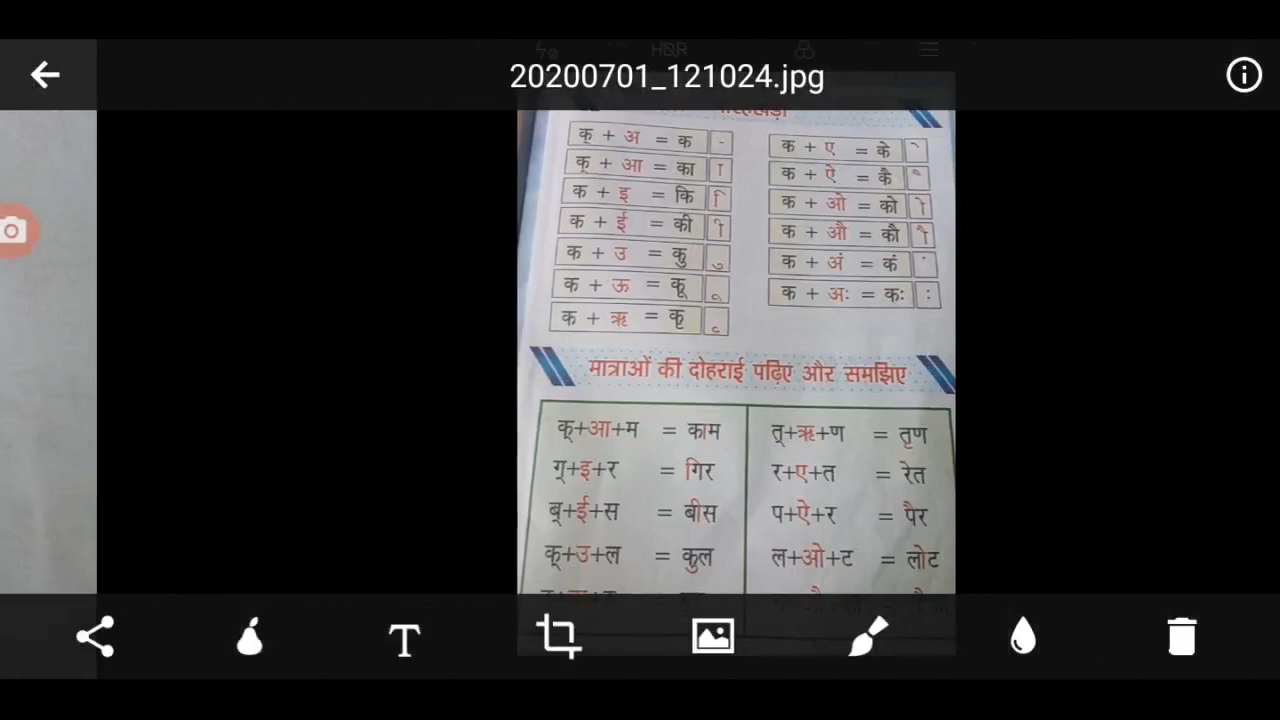 20200701_121024.jpg
क् + अ = क -
क् + आ = का ा
क + इ = कि ि
क + ई = की ी
क + उ = कु ु
क + ऊ = कू ू
क + ऋ = कृ ृ
क + ए = के े
क + ऐ = कै ै
क + ओ = को ो
क + औ = कौ ौ
क + अं = कं ं
क + अः = कः ः
मात्राओं की दोहराई पढ़िए और समझिए
क्+आ+म = काम
ग्+इ+र = गिर
ब्+ई+स = बीस
क्+उ+ल = कुल
त्+ऋ+ण = तृण
र+ए+त = रेत
प+ऐ+र = पैर
ल+ओ+ट = लोट